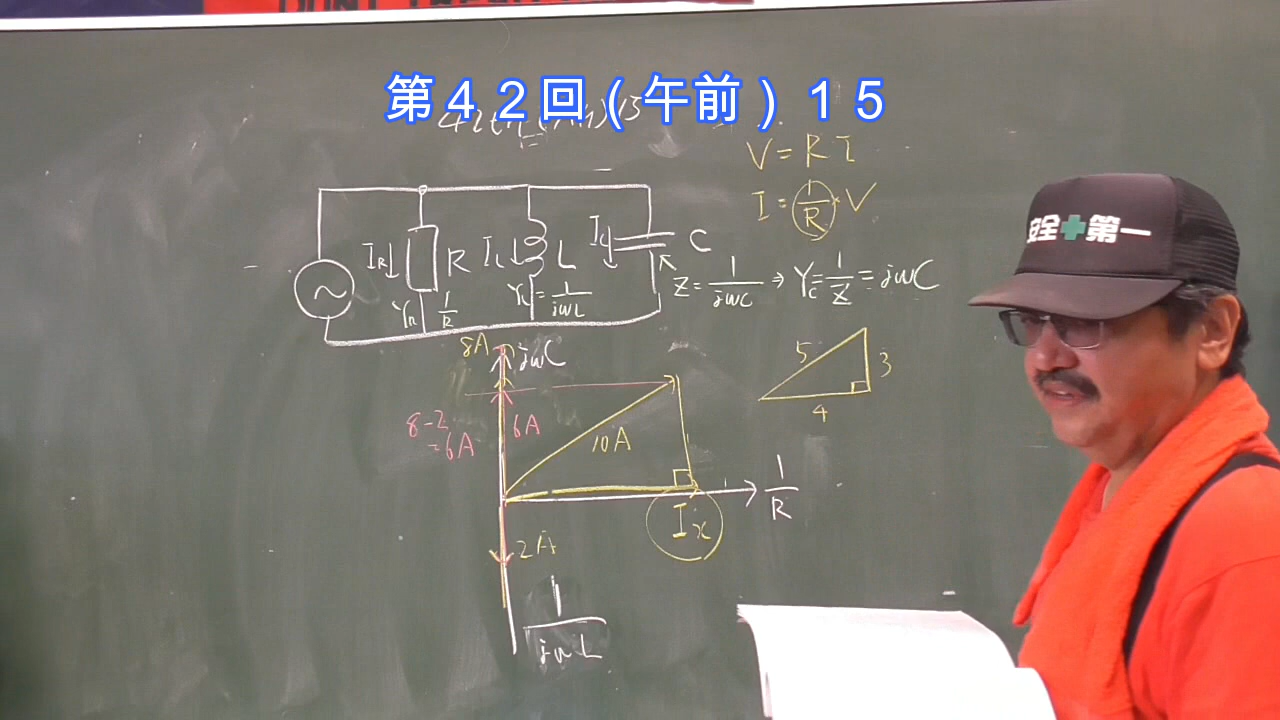 第４２回（午前）１５
V = R I
I = 1/R × V
安全✚第一
I_R R I_L L I_C C
Y_R 1/R
Y_L = 1/jωL
Z = 1/jωC ⇒ Y_C = 1/Z = jωC
8A jωC
5 3
4
8-2
=6A
6A
10A
1/R
I_x
2A
1/jωL